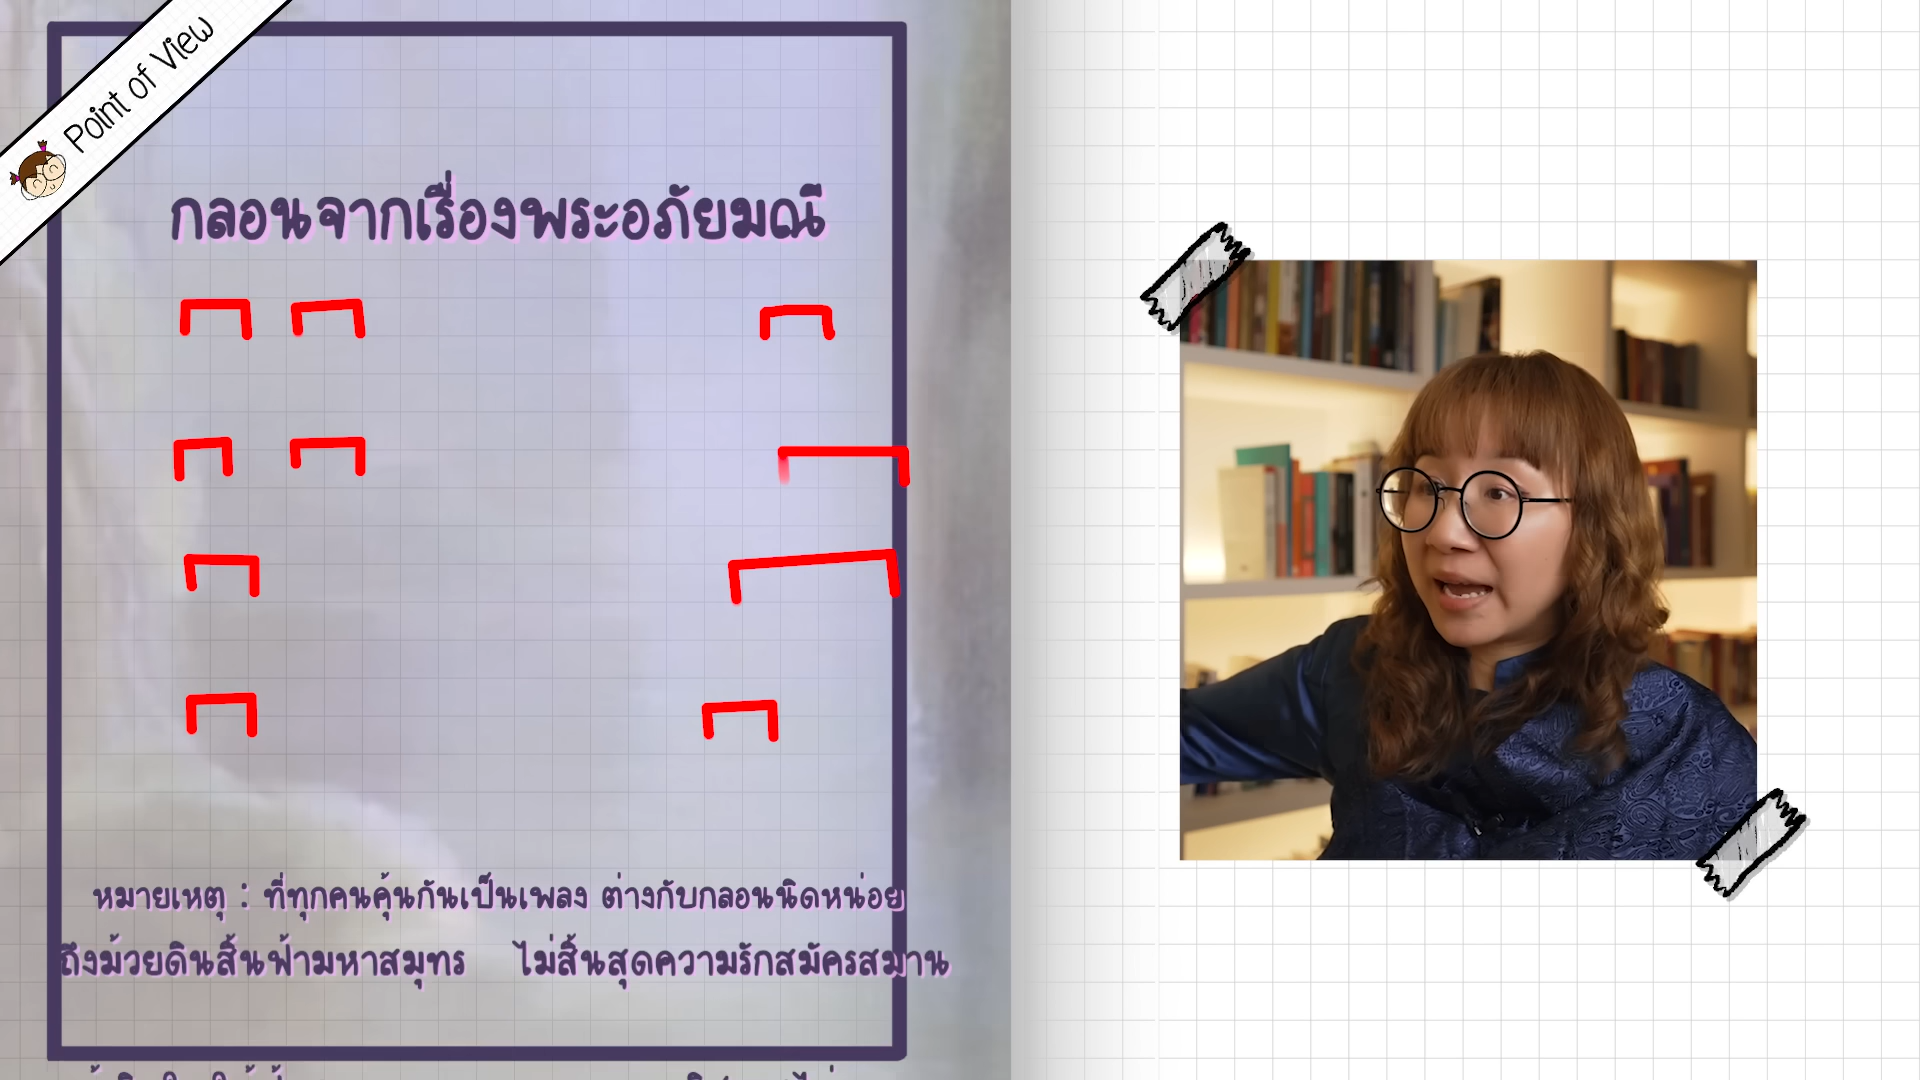 Point of View
กลอนจากเรื่องพระอภัยมณี
หมายเหตุ : ที่ทุกคนคุ้นกันเป็นเพลง ต่างกับกลอนนิดหน่อย
ถึงม้วยดินสิ้นฟ้ามหาสมุทร ไม่สิ้นสุดความรักสมัครสมาน